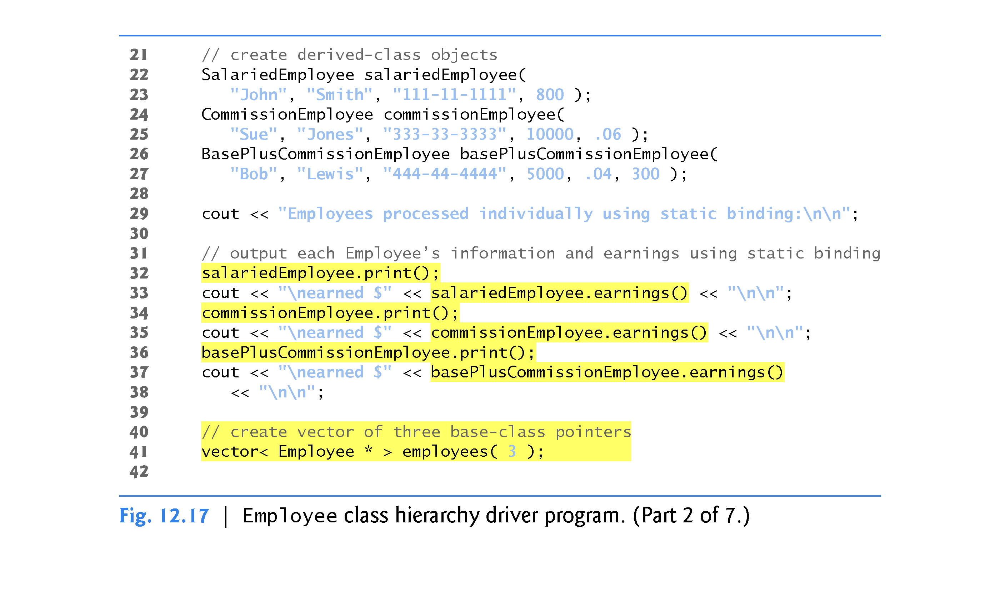 21 // create derived-class objects
22 SalariedEmployee salariedEmployee(
23 "John", "Smith", "111-11-1111", 800 );
24 CommissionEmployee commissionEmployee(
25 "Sue", "Jones", "333-33-3333", 10000, .06 );
26 BasePlusCommissionEmployee basePlusCommissionEmployee(
27 "Bob", "Lewis", "444-44-4444", 5000, .04, 300 );
28
29 cout << "Employees processed individually using static binding:\n\n";
30
31 // output each Employee’s information and earnings using static binding
32 salariedEmployee.print();
33 cout << "\nearned $" << salariedEmployee.earnings() << "\n\n";
34 commissionEmployee.print();
35 cout << "\nearned $" << commissionEmployee.earnings() << "\n\n";
36 basePlusCommissionEmployee.print();
37 cout << "\nearned $" << basePlusCommissionEmployee.earnings()
38 << "\n\n";
39
40 // create vector of three base-class pointers
41 vector< Employee * > employees( 3 );
42
Fig. 12.17 | Employee class hierarchy driver program. (Part 2 of 7.)